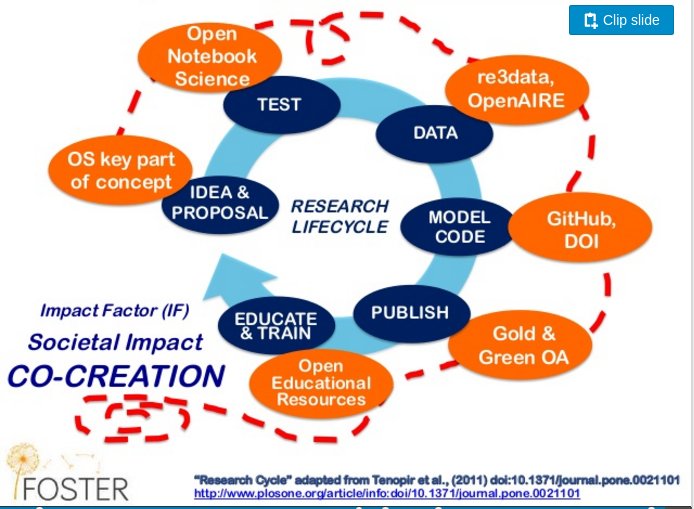 Clip slide
Open
Notebook
Science
TEST
re3data,
OpenAIRE
DATA
OS key part
of concept
IDEA &
PROPOSAL
RESEARCH
LIFECYCLE
MODEL
CODE
GitHub,
DOI
Impact Factor (IF)
Societal Impact
CO-CREATION
EDUCATE
& TRAIN
PUBLISH
Gold &
Green OA
Open
Educational
Resources
FOSTER
"Research Cycle" adapted from Tenopir et al., (2011) doi:10.1371/journal.pone.0021101
http://www.plosone.org/article/info:doi/10.1371/journal.pone.0021101